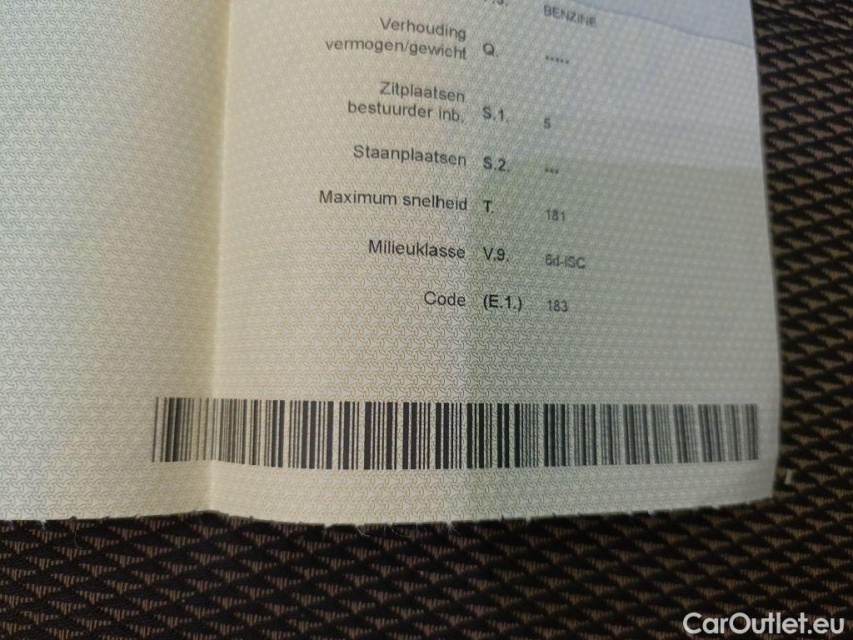 BENZINE
Verhouding
vermogen/gewicht Q. *****
Zitplaatsen
bestuurder inb. S.1. 5
Staanplaatsen S.2. ***
Maximum snelheid T. 181
Milieuklasse V.9. 6d-ISC
Code (E.1.) 183
CarOutlet.eu